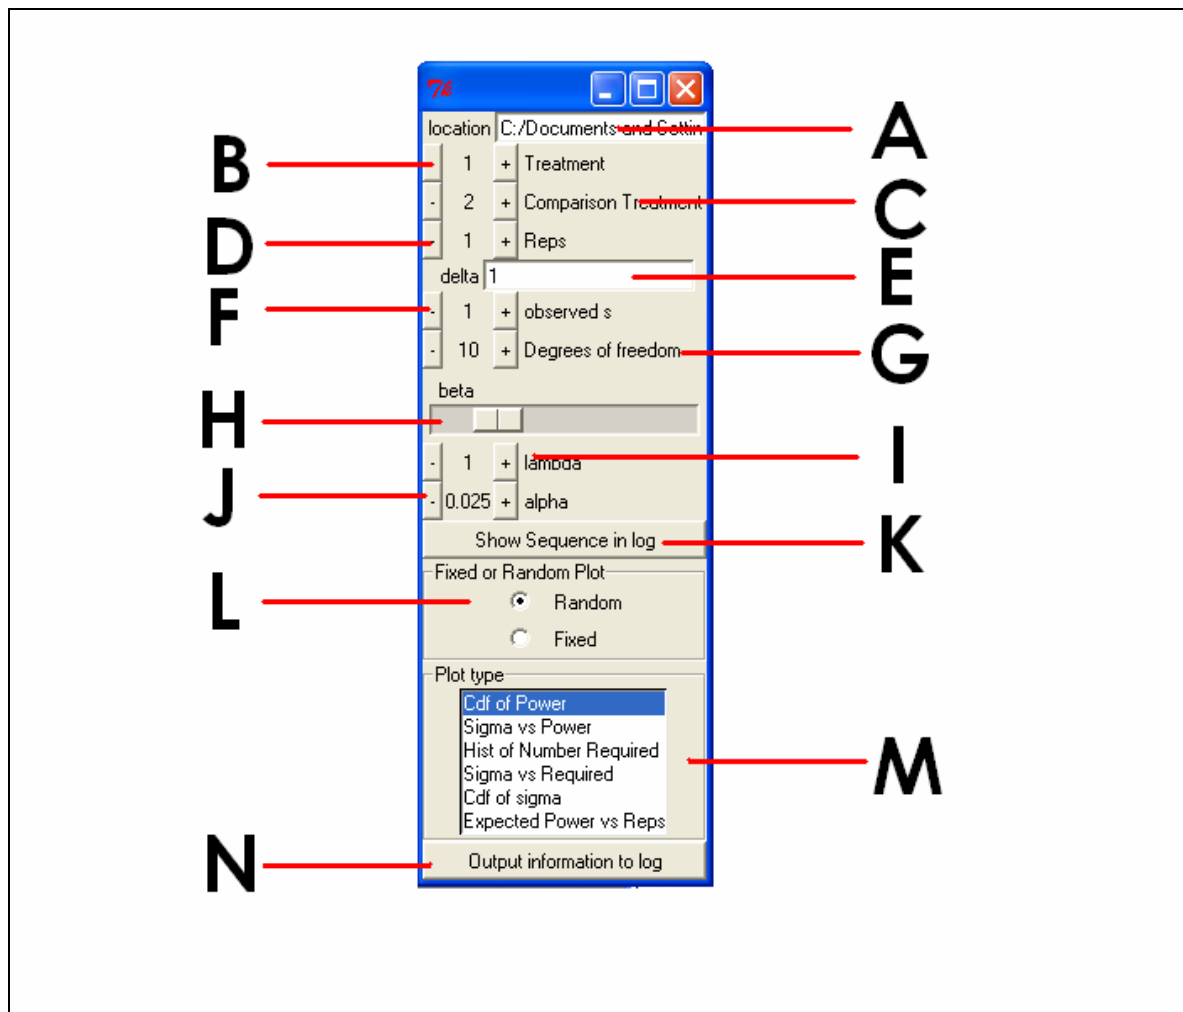 7k
location C:/Documents and Settin
A
B
- 1 + Treatment
- 2 + Comparison Treatment
C
D
- 1 + Reps
delta 1
E
F
- 1 + observed s
- 10 + Degrees of freedom
G
beta
H
- 1 + lambda
I
J
- 0.025 + alpha
Show Sequence in log
K
Fixed or Random Plot
L
Random
Fixed
Plot type
Cdf of Power
Sigma vs Power
Hist of Number Required
Sigma vs Required
M
Cdf of sigma
Expected Power vs Reps
N
Output information to log